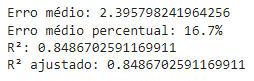 Erro médio: 2.395798241964256
Erro médio percentual: 16.7%
R²: 0.8486702591169911
R² ajustado: 0.8486702591169911